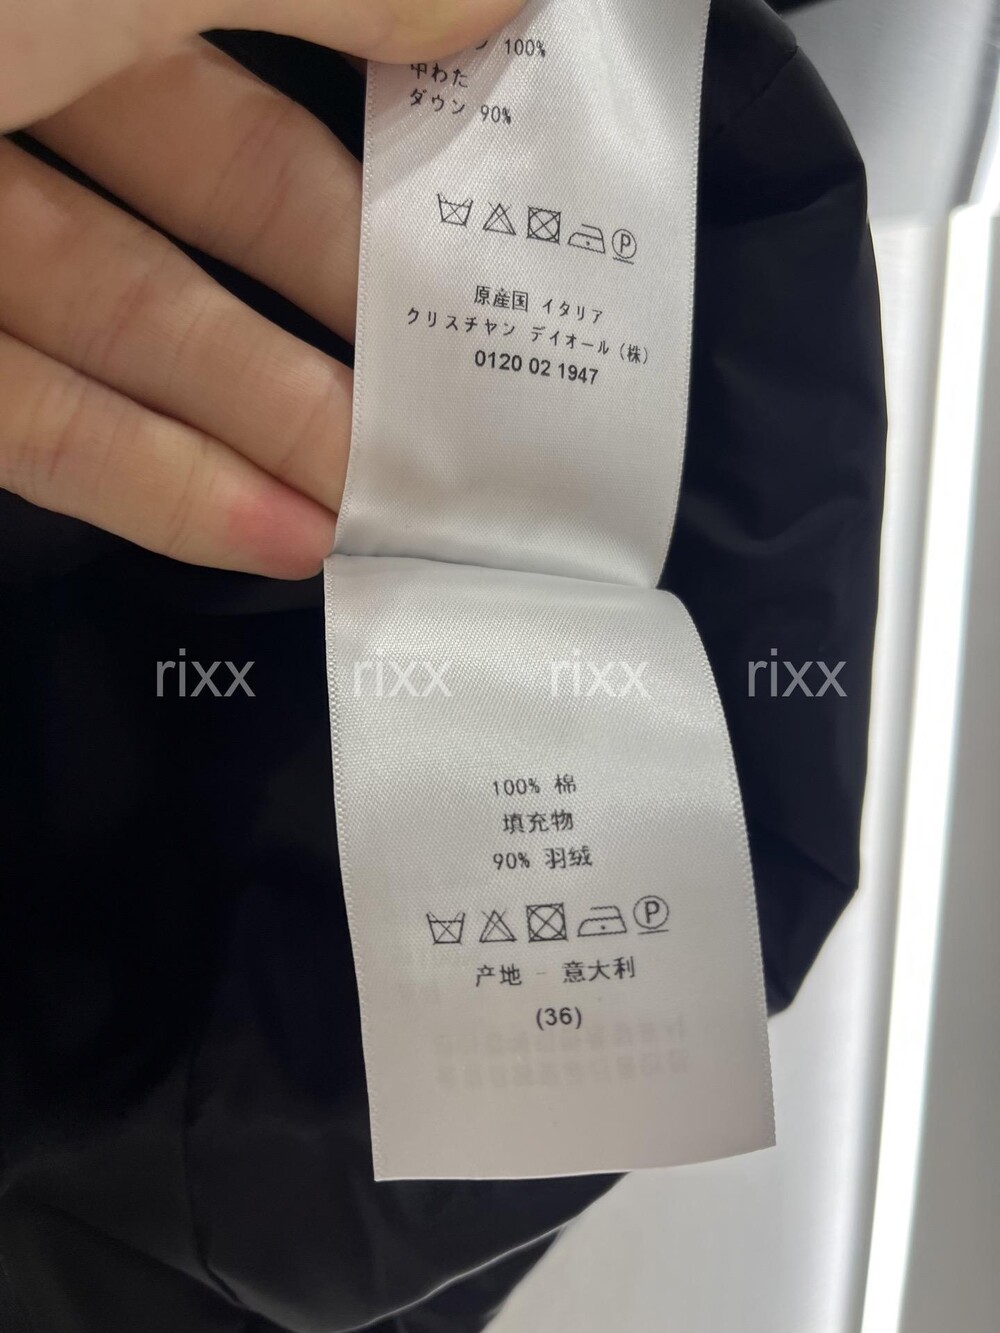 100%
中わた
ダウン 90%
P
原産国 イタリア
クリスチャン ディオール (株)
0120 02 1947
rixx rixx rixx rixx
100% 棉
填充物
90% 羽绒
P
产地 - 意大利
(36)